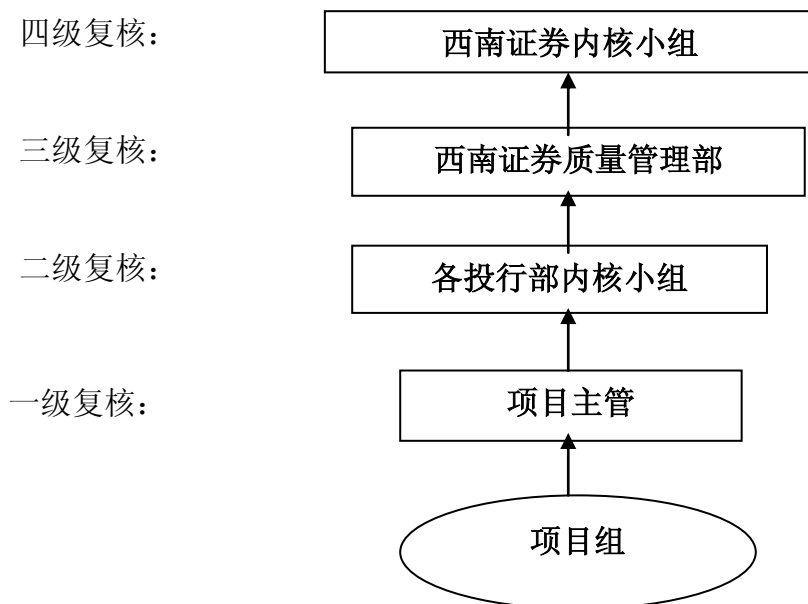 四级复核：
西南证券内核小组
三级复核：
西南证券质量管理部
二级复核：
各投行部内核小组
一级复核：
项目主管
项目组